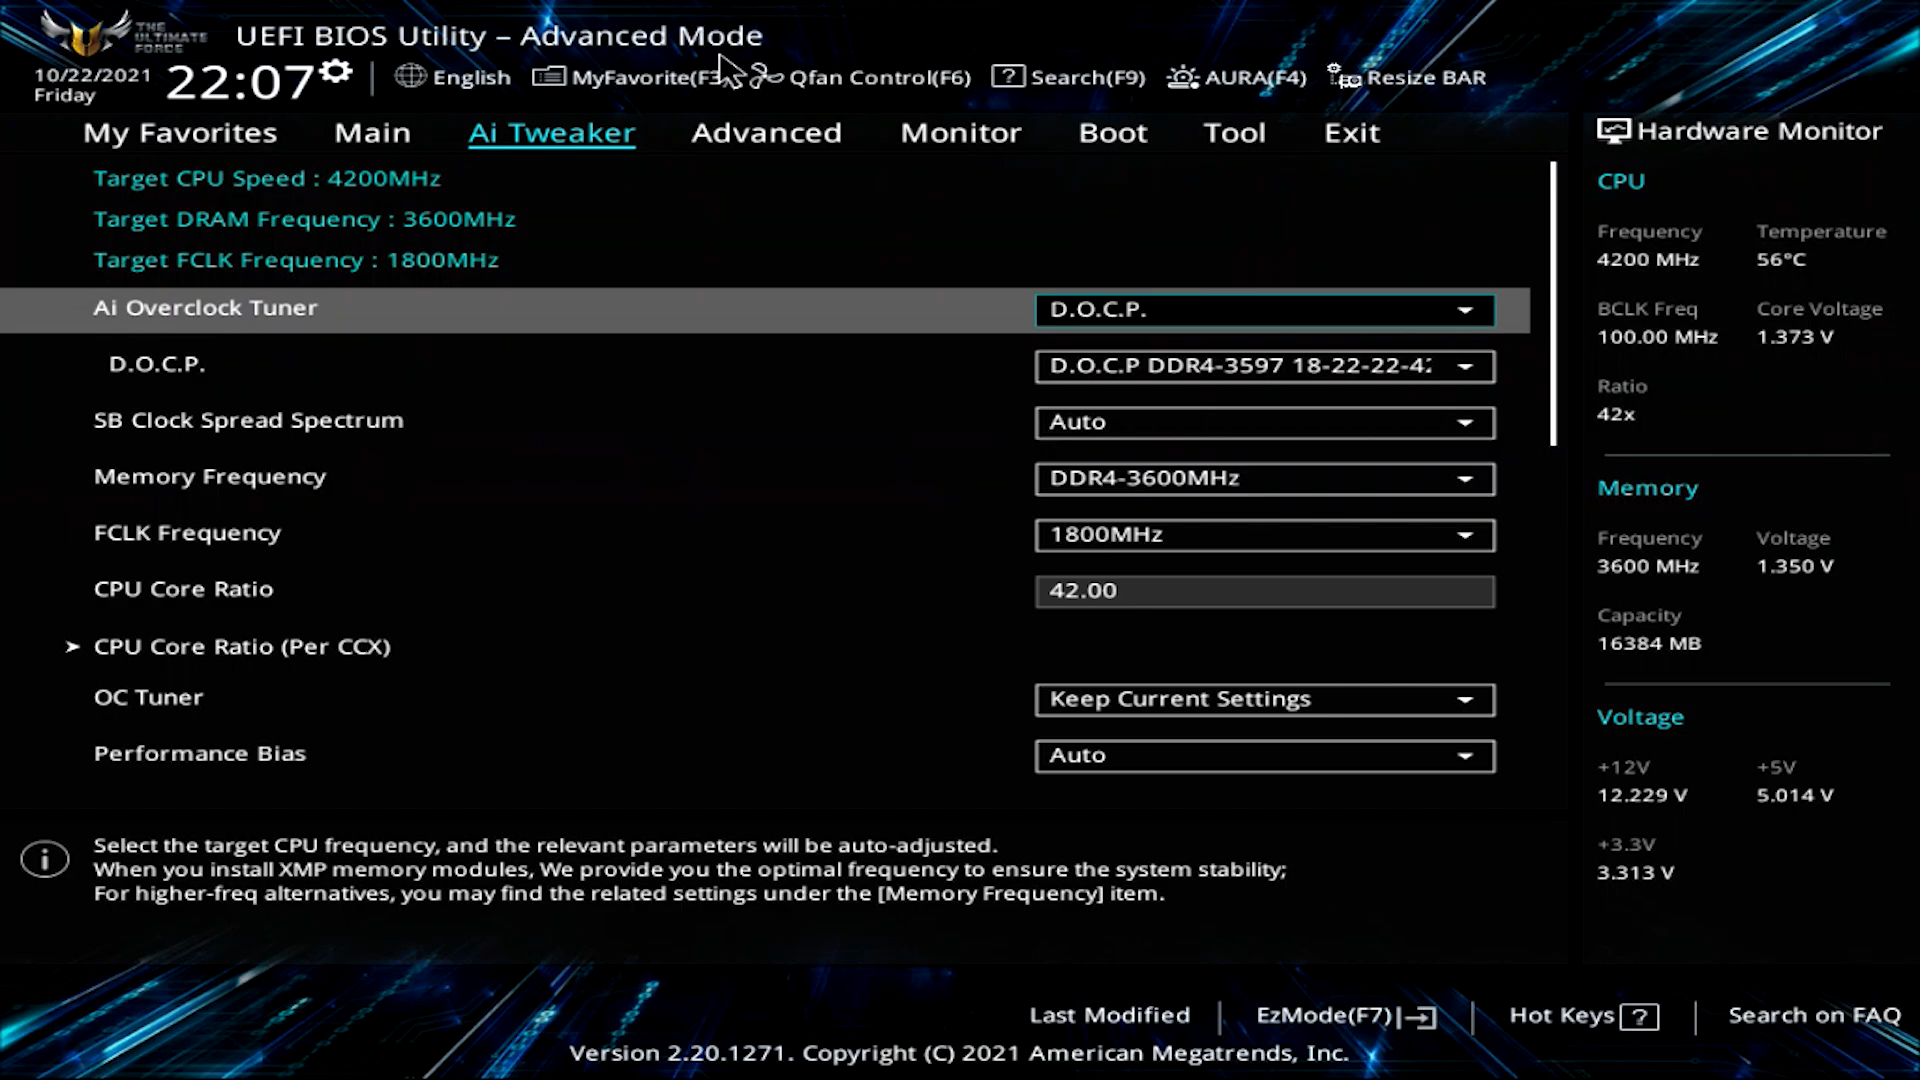 THE
ULTIMATE
FORCE
UEFI BIOS Utility – Advanced Mode
10/22/2021
Friday
22:07
English
MyFavorite(F3
Qfan Control(F6)
? Search(F9)
AURA(F4)
Resize BAR
My Favorites Main Ai Tweaker Advanced Monitor Boot Tool Exit
Target CPU Speed : 4200MHz
Target DRAM Frequency : 3600MHz
Target FCLK Frequency : 1800MHz
Ai Overclock Tuner D.O.C.P.
D.O.C.P. D.O.C.P DDR4-3597 18-22-22-4
SB Clock Spread Spectrum Auto
Memory Frequency DDR4-3600MHz
FCLK Frequency 1800MHz
CPU Core Ratio 42.00
CPU Core Ratio (Per CCX)
OC Tuner Keep Current Settings
Performance Bias Auto
Select the target CPU frequency, and the relevant parameters will be auto-adjusted.
When you install XMP memory modules, We provide you the optimal frequency to ensure the system stability;
For higher-freq alternatives, you may find the related settings under the [Memory Frequency] item.
Hardware Monitor
CPU
Frequency Temperature
4200 MHz 56°C
BCLK Freq Core Voltage
100.00 MHz 1.373 V
Ratio
42x
Memory
Frequency Voltage
3600 MHz 1.350 V
Capacity
16384 MB
Voltage
+12V +5V
12.229 V 5.014 V
+3.3V
3.313 V
Last Modified EzMode(F7) Hot Keys ? Search on FAQ
Version 2.20.1271. Copyright (C) 2021 American Megatrends, Inc.